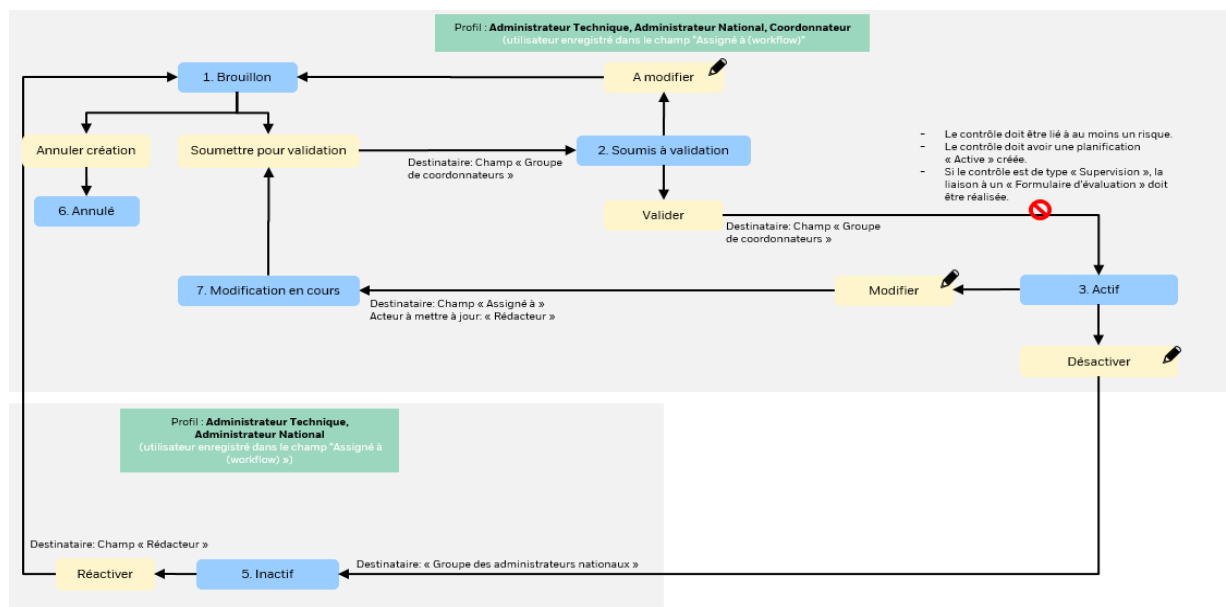 Profil : Administrateur Technique, Administrateur National, Coordonnateur
(utilisateur enregistré dans le champ "Assigné à (workflow)"
1. Brouillon
A modifier
Annuler création
Soumettre pour validation
2. Soumis à validation
Destinataire: Champ « Groupe
de coordonnateurs »
- Le contrôle doit être lié à au moins un risque.
- Le contrôle doit avoir une planification
« Active » créée.
- Si le contrôle est de type « Supervision », la
liaison à un « Formulaire d'évaluation » doit
être réalisée.
6. Annulé
Valider
Destinataire: Champ « Groupe
de coordonnateurs »
7. Modification en cours
Modifier
3. Actif
Destinataire: Champ « Assigné à »
Acteur à mettre à jour: « Rédacteur »
Désactiver
Profil : Administrateur Technique,
Administrateur National
(utilisateur enregistré dans le champ "Assigné à
(workflow) »)
Destinataire: Champ « Rédacteur »
Réactiver
5. Inactif
Destinataire: « Groupe des administrateurs nationaux »